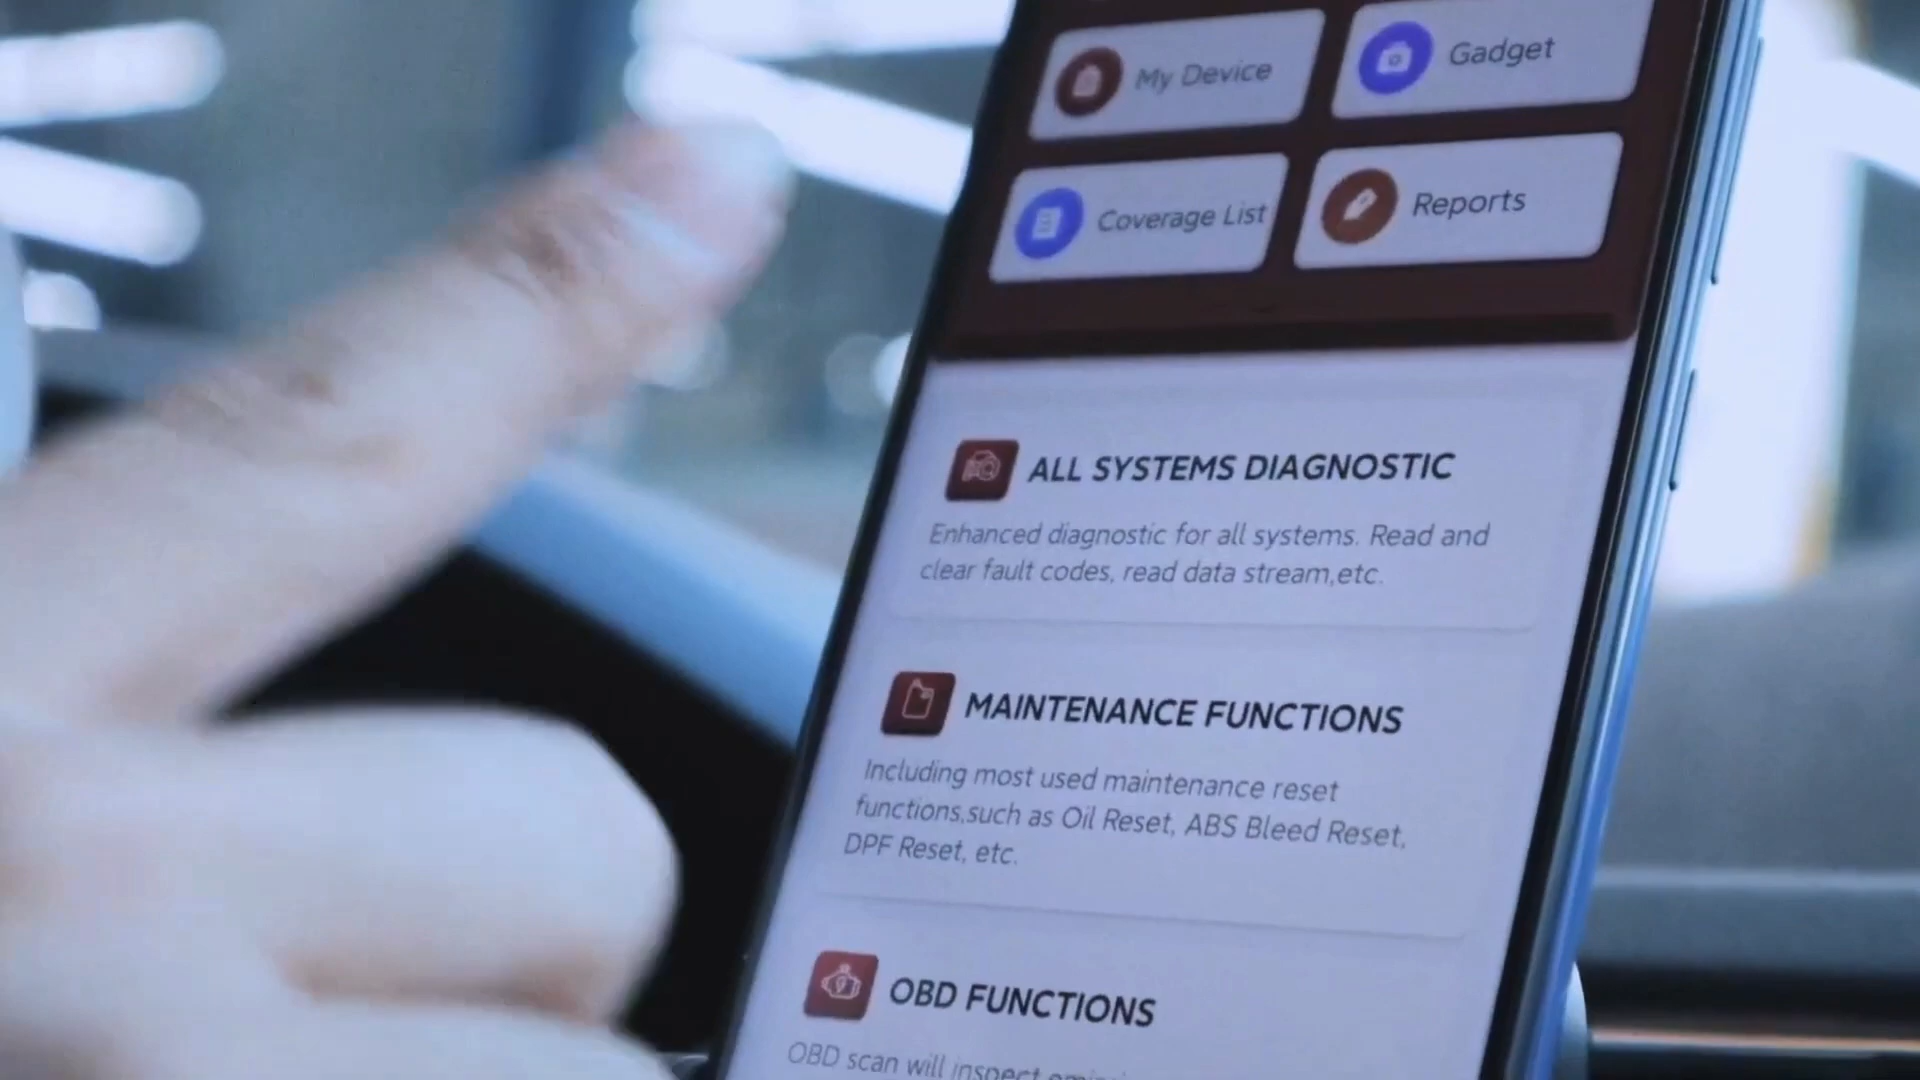 My Device
Gadget
Coverage List
Reports
ALL SYSTEMS DIAGNOSTIC
Enhanced diagnostic for all systems. Read and
clear fault codes, read data stream,etc.
MAINTENANCE FUNCTIONS
Including most used maintenance reset
functions,such as Oil Reset, ABS Bleed Reset,
DPF Reset, etc.
OBD FUNCTIONS
OBD scan will inspect